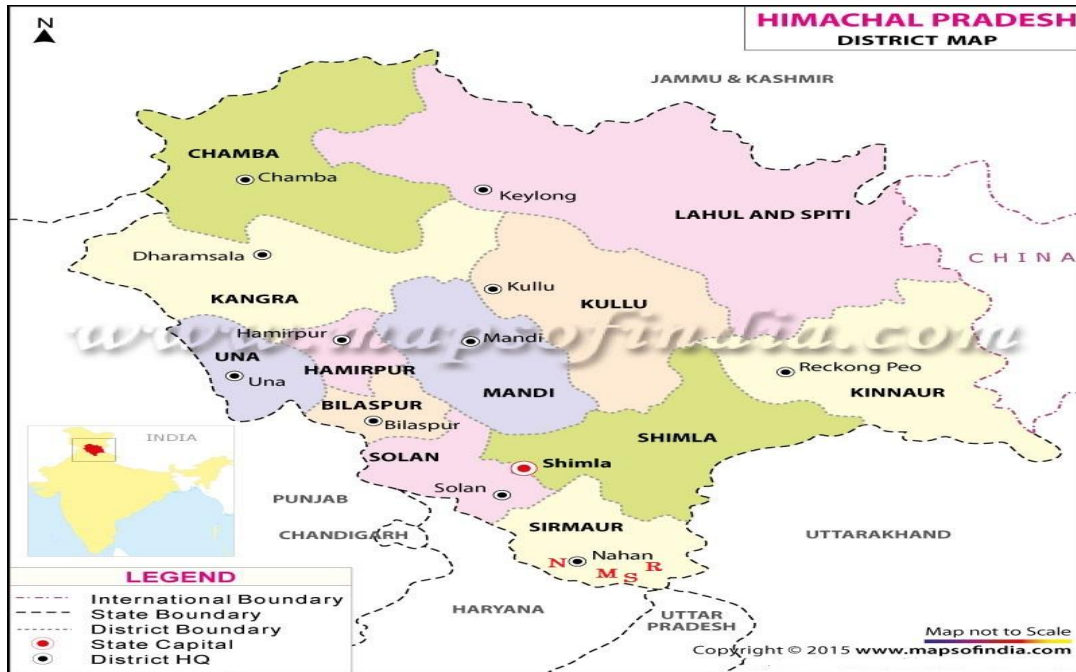 N
HIMACHAL PRADESH
DISTRICT MAP
JAMMU & KASHMIR
CHAMBA
Chamba
Keylong
LAHUL AND SPITI
CHINA
Dharamsala
KANGRA
Kullu
KULLU
www.mapsofindia.com
Hamirpur
Mandi
UNA
Una
HAMIRPUR
Reckong Peo
KINNAUR
MANDI
BILASPUR
Bilaspur
SHIMLA
INDIA
SOLAN
Shimla
Solan
PUNJAB
SIRMAUR
CHANDIGARH
UTTARAKHAND
Nahan
N M S R
LEGEND
International Boundary
State Boundary
District Boundary
State Capital
District HQ
HARYANA
UTTAR
PRADESH
Map not to Scale
Copyright © 2015 www.mapsofindia.com